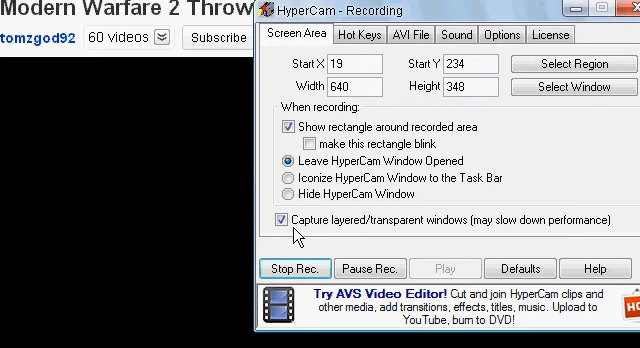 Modern Warfare 2 Throw
tomzgod92 60 videos Subscribe
HyperCam - Recording
Screen Area Hot Keys AVI File Sound Options License
Start X 19 Start Y 234 Select Region
Width 640 Height 348 Select Window
When recording:
Show rectangle around recorded area
make this rectangle blink
Leave HyperCam Window Opened
Iconize HyperCam Window to the Task Bar
Hide HyperCam Window
Capture layered/transparent windows (may slow down performance)
Stop Rec. Pause Rec. Play Defaults Help
Try AVS Video Editor! Cut and join HyperCam clips and
other media, add transitions, effects, titles, music. Upload to
YouTube, burn to DVD!
HO